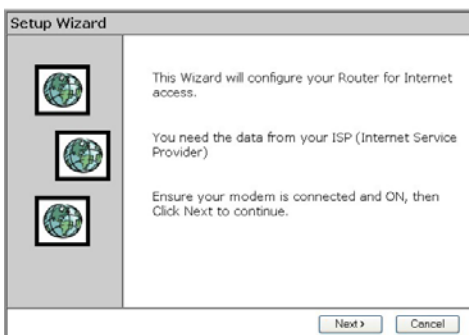 Setup Wizard
This Wizard will configure your Router for Internet
access.
You need the data from your ISP (Internet Service
Provider)
Ensure your modem is connected and ON, then
Click Next to continue.
Next >
Cancel